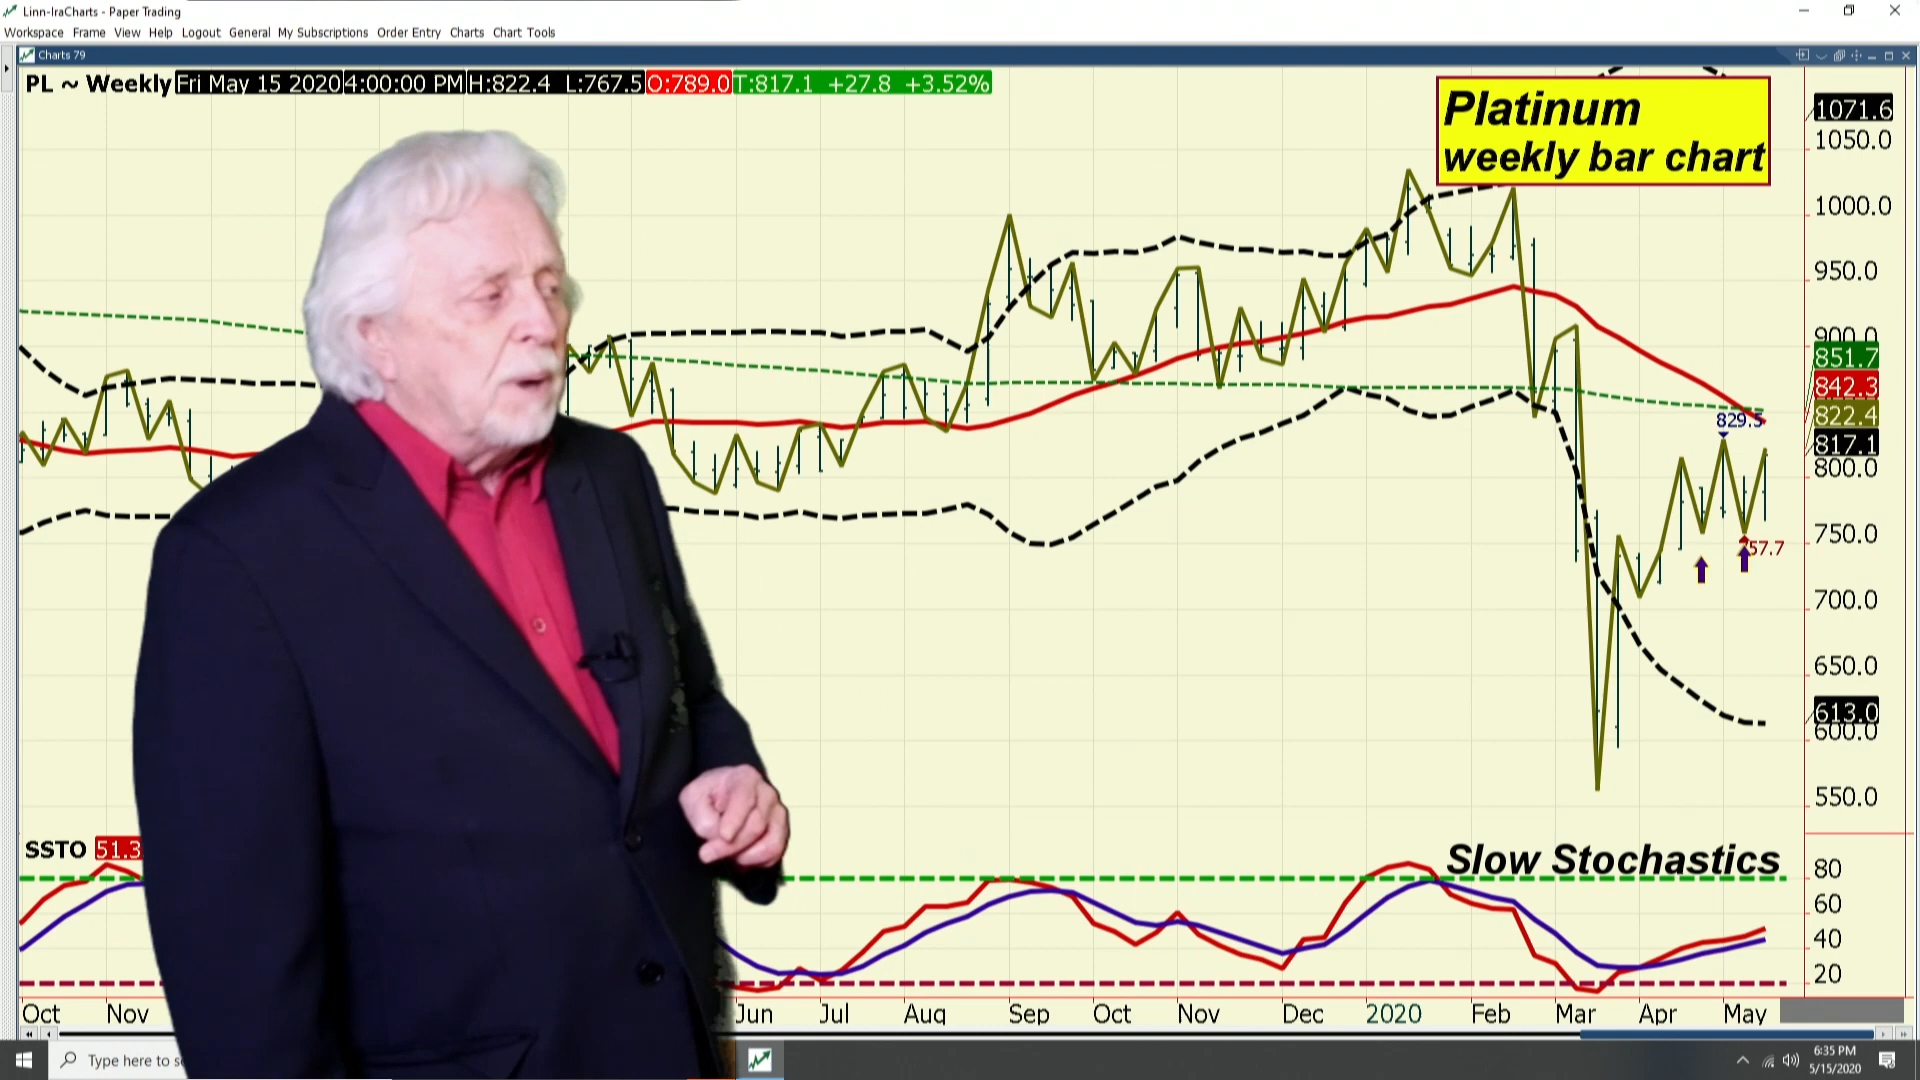 Linn-IraCharts - Paper Trading
Workspace Frame View Help Logout General My Subscriptions Order Entry Charts Chart Tools
Charts 79
PL ~ Weekly Fri May 15 2020 4:00:00 PM H:822.4 L:767.5 O:789.0 T:817.1 +27.8 +3.52%
Platinum
weekly bar chart
1071.6
1050.0
1000.0
950.0
900.0
851.7
842.3
822.4
817.1
800.0
750.0
700.0
650.0
613.0
600.0
550.0
829.5
57.7
SSTO 51.3
Slow Stochastics
80
60
40
20
Oct Nov Jun Jul Aug Sep Oct Nov Dec 2020 Feb Mar Apr May
Type here to
6:35 PM
5/15/2020